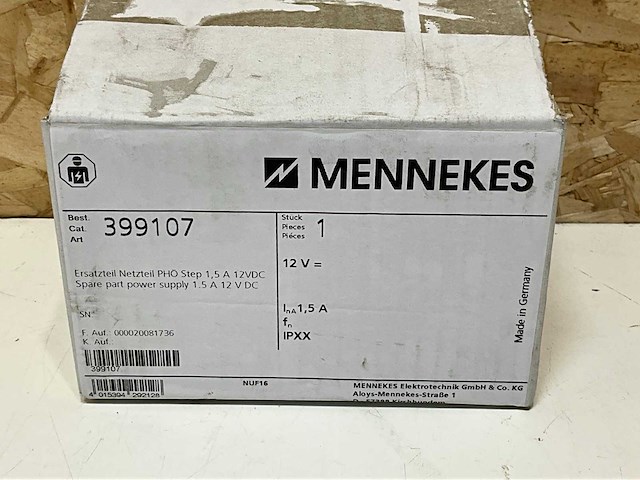 MENNEKES
Best.
Cat. 399107
Art
Stuck
Pieces 1
Piéces
12 V =
Ersatzteil Netzteil PHO Step 1,5 A 12VDC
Spare part power supply 1.5 A 12 V DC
InA 1,5 A
fn
IPXX
SN:
F. Auf.: 000020081736
K. Auf.:
399107
4 015394 292128
NUF16
MENNEKES Elektrotechnik GmbH & Co. KG
Aloys-Mennekes-Straße 1
Made in Germany